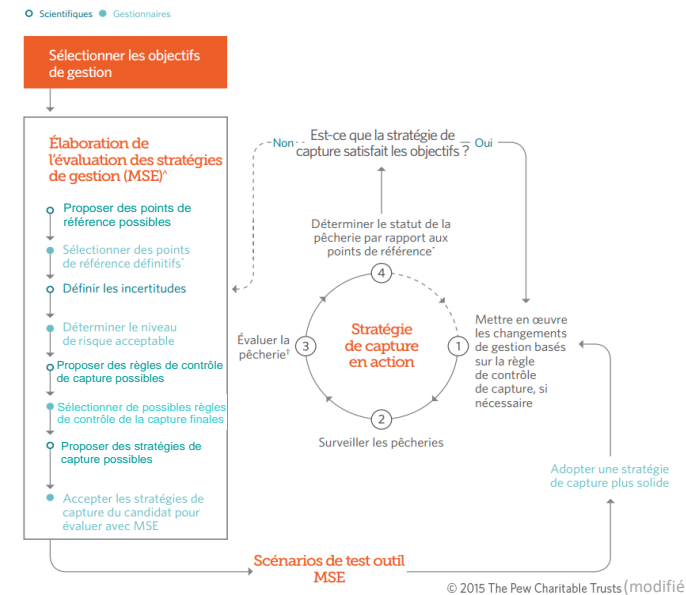 Scientifiques Gestionnaires
Sélectionner les objectifs
de gestion
Élaboration de
l'évaluation des stratégies
de gestion (MSE)^
Proposer des points de
référence possibles
Sélectionner des points
de référence définitifs*
Définir les incertitudes
Déterminer le niveau
de risque acceptable
Proposer des règles de contrôle
de capture possibles
Sélectionner de possibles règles
de contrôle de la capture finales
Proposer des stratégies de
capture possibles
Accepter les stratégies de
capture du candidat pour
évaluer avec MSE
Est-ce que la stratégie de
capture satisfait les objectifs ?
Non
Oui
Déterminer le statut de la
pêcherie par rapport aux
points de référence*
4
Évaluer la
pêcherie†
3
Stratégie
de capture
en action
1
Mettre en œuvre
les changements
de gestion basés
sur la règle
de contrôle
de capture, si
nécessaire
2
Surveiller les pêcheries
Adopter une stratégie
de capture plus solide
Scénarios de test outil
MSE
© 2015 The Pew Charitable Trusts (modifié